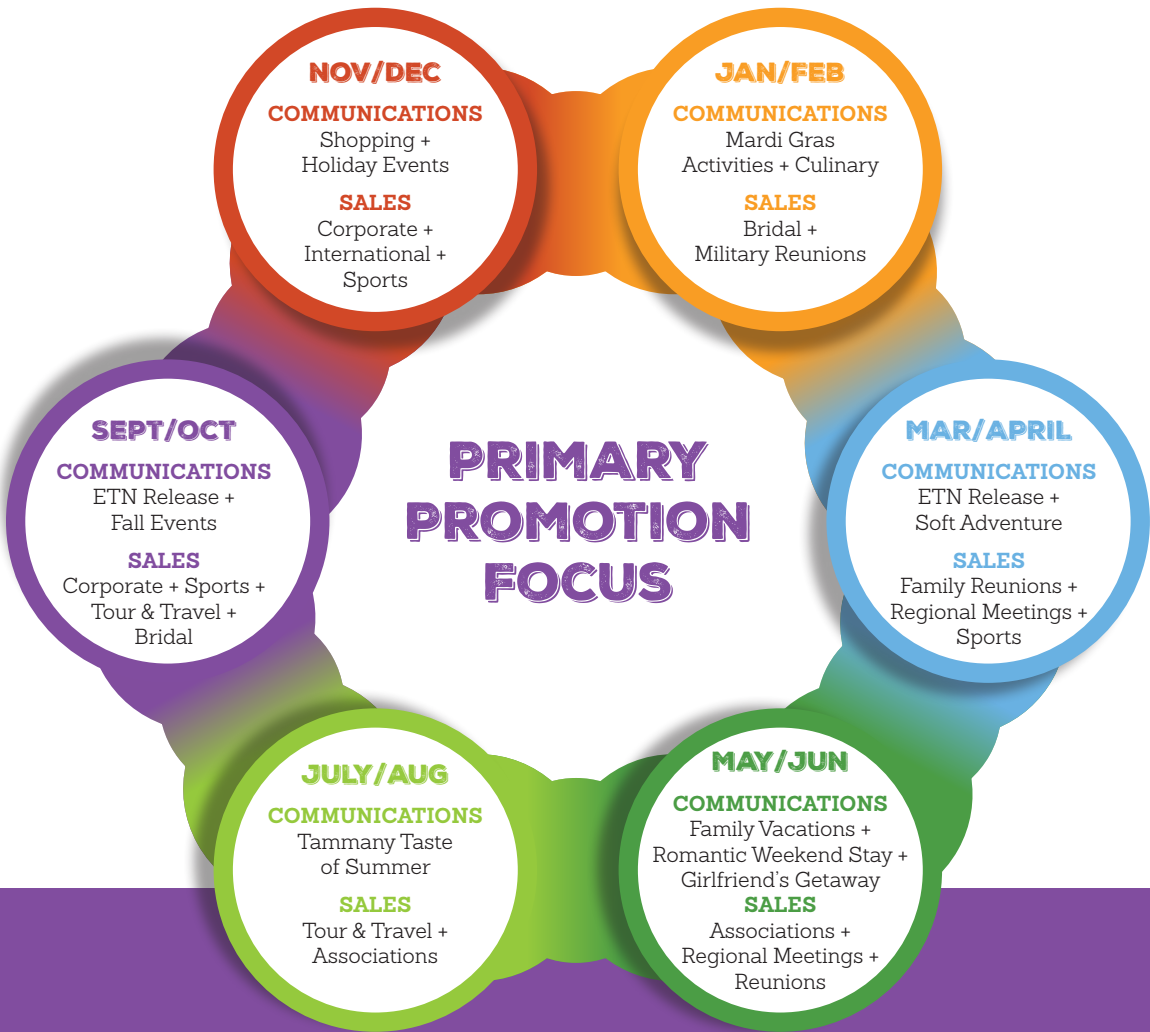 PRIMARY
PROMOTION
FOCUS
JAN/FEB
COMMUNICATIONS
Mardi Gras
Activities + Culinary
SALES
Bridal +
Military Reunions
MAR/APRIL
COMMUNICATIONS
ETN Release +
Soft Adventure
SALES
Family Reunions +
Regional Meetings +
Sports
MAY/JUN
COMMUNICATIONS
Family Vacations +
Romantic Weekend Stay +
Girlfriend's Getaway
SALES
Associations +
Regional Meetings +
Reunions
JULY/AUG
COMMUNICATIONS
Tammany Taste
of Summer
SALES
Tour & Travel +
Associations
SEPT/OCT
COMMUNICATIONS
ETN Release +
Fall Events
SALES
Corporate + Sports +
Tour & Travel +
Bridal
NOV/DEC
COMMUNICATIONS
Shopping +
Holiday Events
SALES
Corporate +
International +
Sports